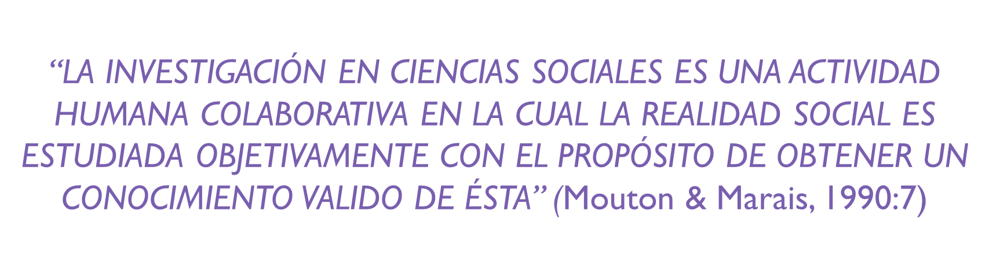 “LA INVESTIGACIÓN EN CIENCIAS SOCIALES ES UNA ACTIVIDAD
HUMANA COLABORATIVA EN LA CUAL LA REALIDAD SOCIAL ES
ESTUDIADA OBJETIVAMENTE CON EL PROPÓSITO DE OBTENER UN
CONOCIMIENTO VALIDO DE ÉSTA” (Mouton & Marais, 1990:7)